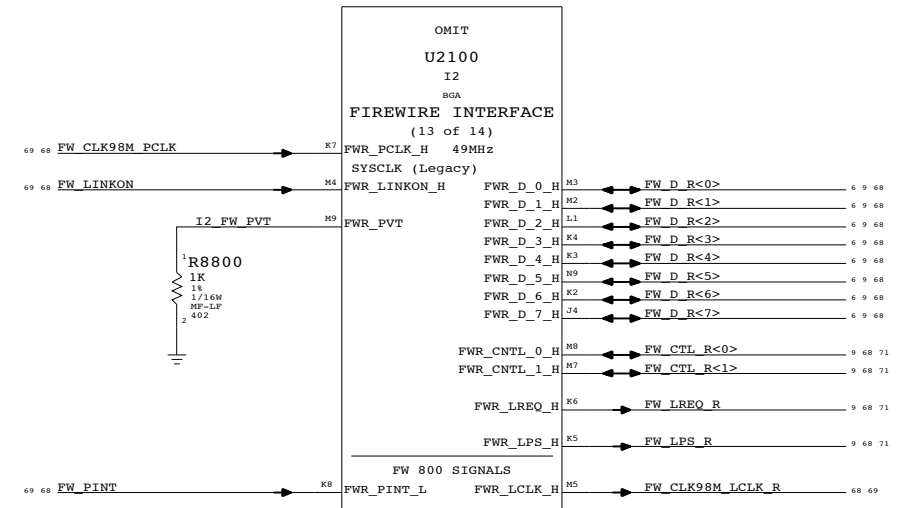 OMIT
U2100
I2
BGA
FIREWIRE INTERFACE
(13 of 14)
69 68 FW_CLK98M_PCLK K7 FWR_PCLK_H 49MHz
SYSCLK (Legacy)
69 68 FW_LINKON M4 FWR_LINKON_H FWR_D_0_H M3 FW_D_R<0> 6 9 68
FWR_D_1_H M2 FW_D_R<1> 6 9 68
I2_FW_PVT M9 FWR_PVT FWR_D_2_H L1 FW_D_R<2> 6 9 68
FWR_D_3_H K4 FW_D_R<3> 6 9 68
1 R8800 FWR_D_4_H K3 FW_D_R<4> 6 9 68
1K FWR_D_5_H N9 FW_D_R<5> 6 9 68
1%
1/16W FWR_D_6_H K2 FW_D_R<6> 6 9 68
MF-LF
402 FWR_D_7_H J4 FW_D_R<7> 6 9 68
2
FWR_CNTL_0_H M8 FW_CTL_R<0> 9 68 71
FWR_CNTL_1_H M7 FW_CTL_R<1> 9 68 71
FWR_LREQ_H K6 FW_LREQ_R 9 68 71
FWR_LPS_H K5 FW_LPS_R 9 68 71
FW 800 SIGNALS
69 68 FW_PINT K8 FWR_PINT_L FWR_LCLK_H M5 FW_CLK98M_LCLK_R 68 69